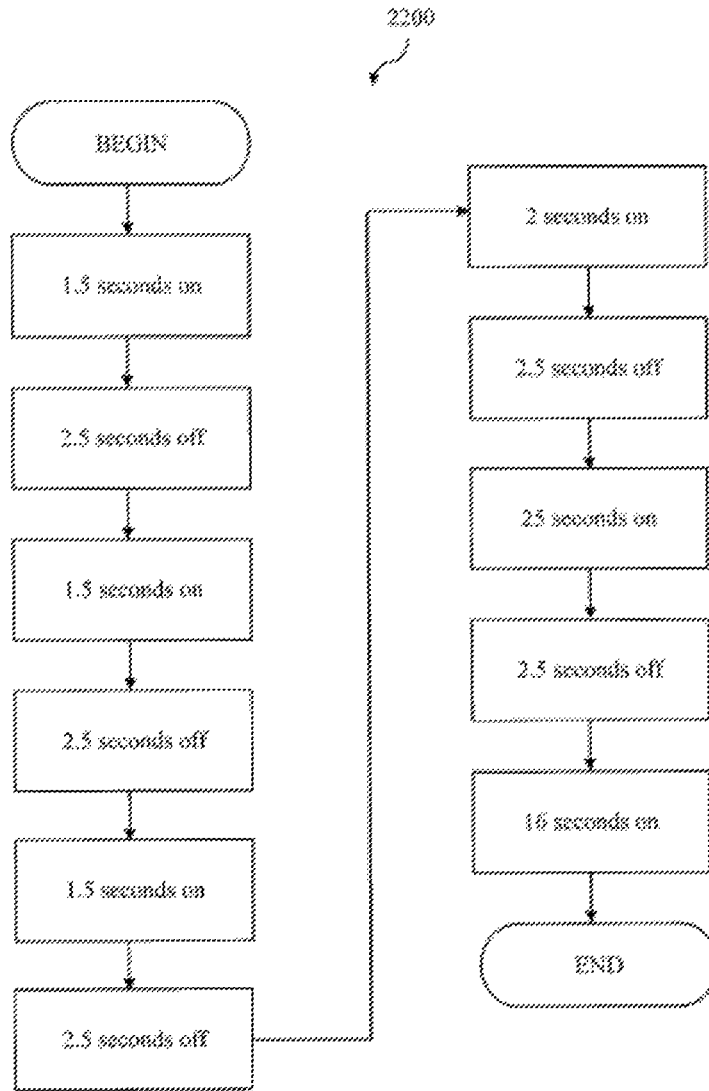 2200
BEGIN
1.5 seconds on
2.5 seconds off
1.5 seconds on
2.5 seconds off
1.5 seconds on
2.5 seconds off
2 seconds on
2.5 seconds off
25 seconds on
2.5 seconds off
16 seconds on
END